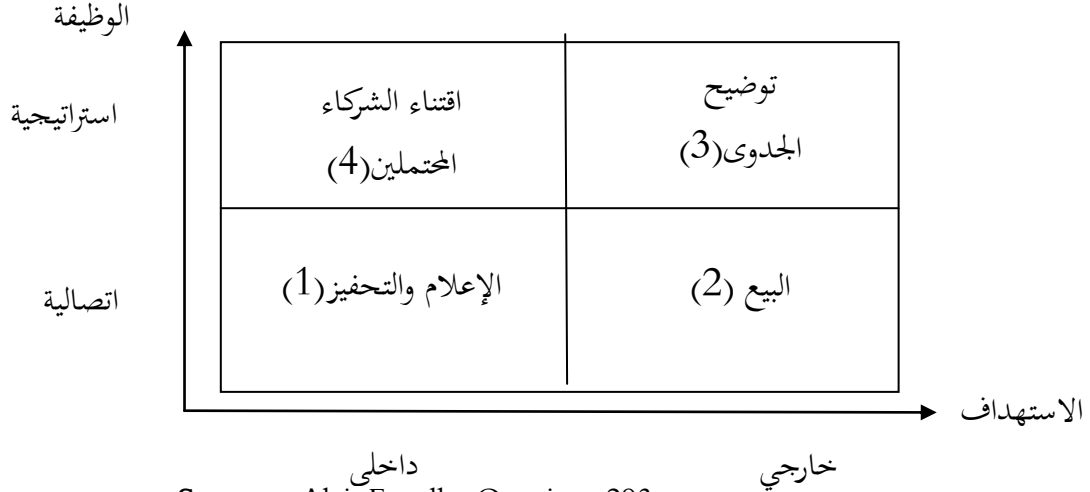 الوظيفة
استراتيجية
توضيح
الجدوى(3)
اقتناء الشركاء
المحتملين(4)
اتصالية
البيع (2)
الإعلام والتحفيز(1)
الاستهداف
خارجي
داخلي